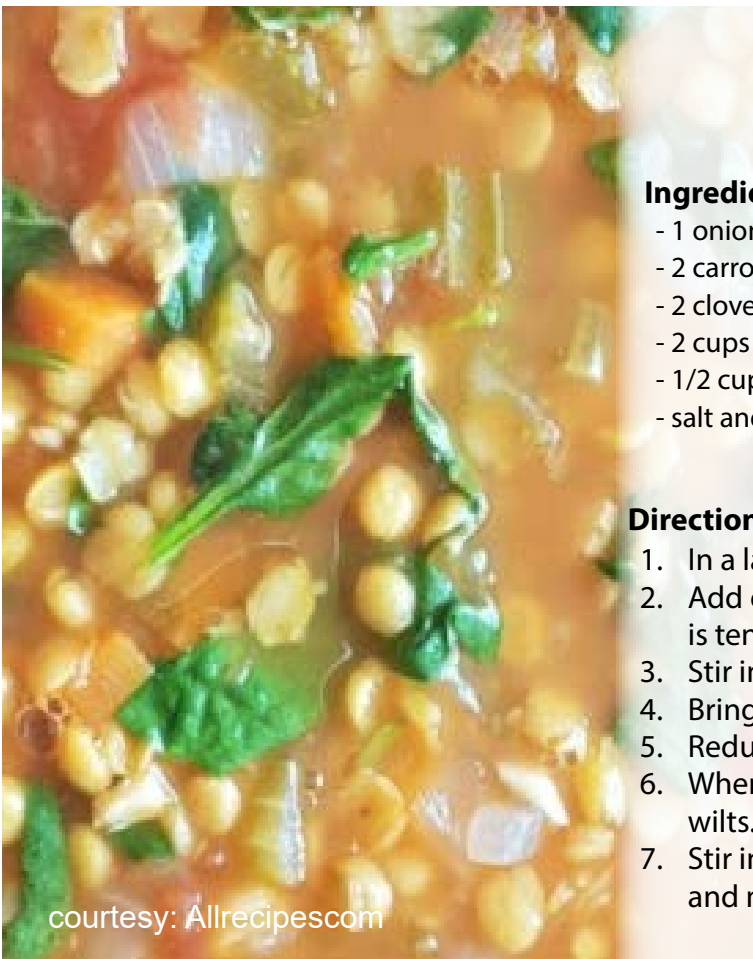 Ingredie
- 1 onion
- 2 carro
- 2 clove
- 2 cups
- 1/2 cup
- salt and
Direction
1. In a la
2. Add
is ten
3. Stir in
4. Bring
5. Redu
6. When
wilts.
7. Stir in
and
courtesy: Allrecipescom